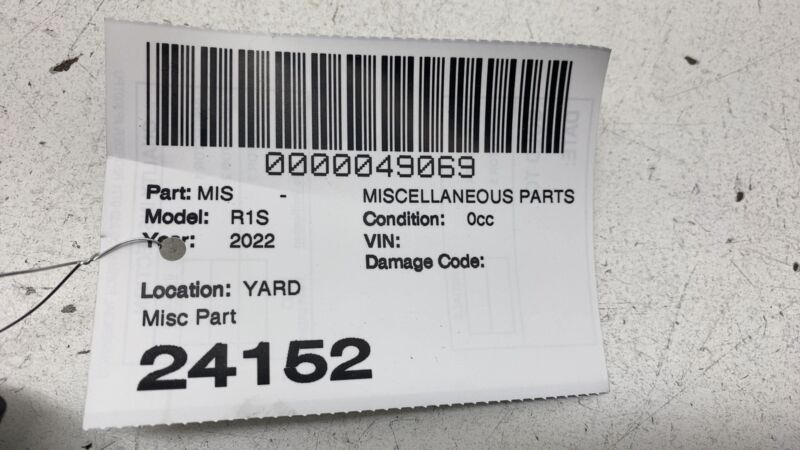 0000049069
Part: MIS - MISCELLANEOUS PARTS
Model: R1S Condition: 0cc
Year: 2022 VIN:
Damage Code:
Location: YARD
Misc Part
24152